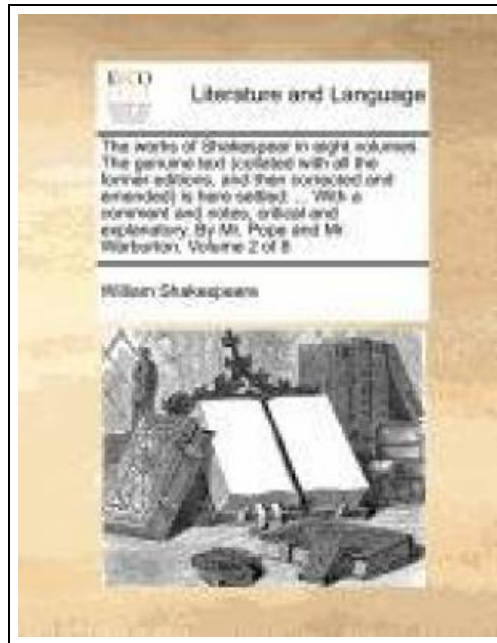 ECCO
Literature and Language
The works of Shakespear in eight volumes.
The genuine text (collated with all the
former editions, and then corrected and
emended) is here settled: ... With a
comment and notes, critical and
explanatory. By Mr. Pope and Mr.
Warburton. Volume 2 of 8
William Shakespeare